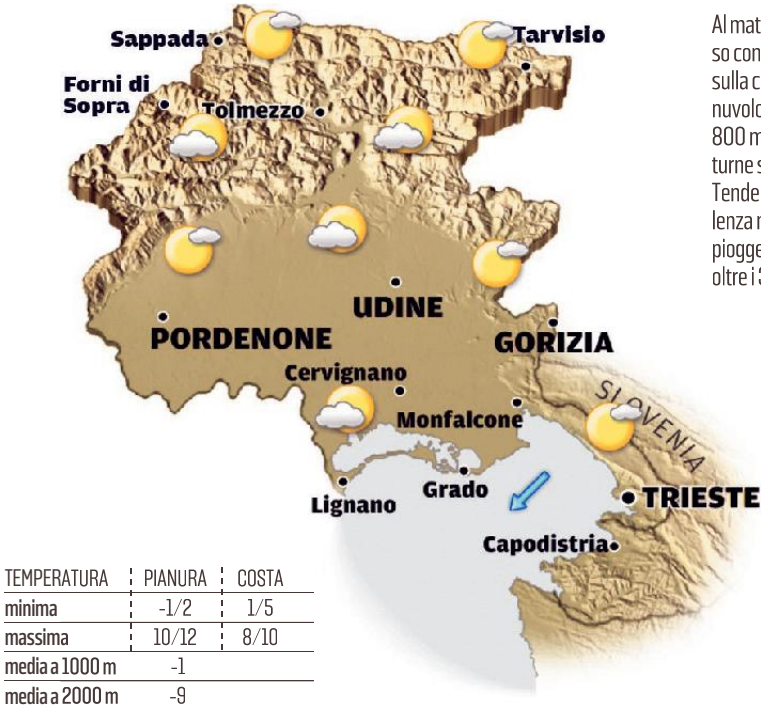 Sappada
Tarvisio
Forni di
Sopra
Tolmezzo
UDINE
PORDENONE
GORIZIA
Cervignano
SLOVENIA
Monfalcone
Grado
Lignano
TRIESTE
Capodistria
TEMPERATURA PIANURA COSTA
minima -1/2 1/5
massima 10/12 8/10
media a 1000 m -1
media a 2000 m -9
Al mat
so con
sulla c
nuvolo
800 m
turne s
Tende
lenza
piogge
oltre i